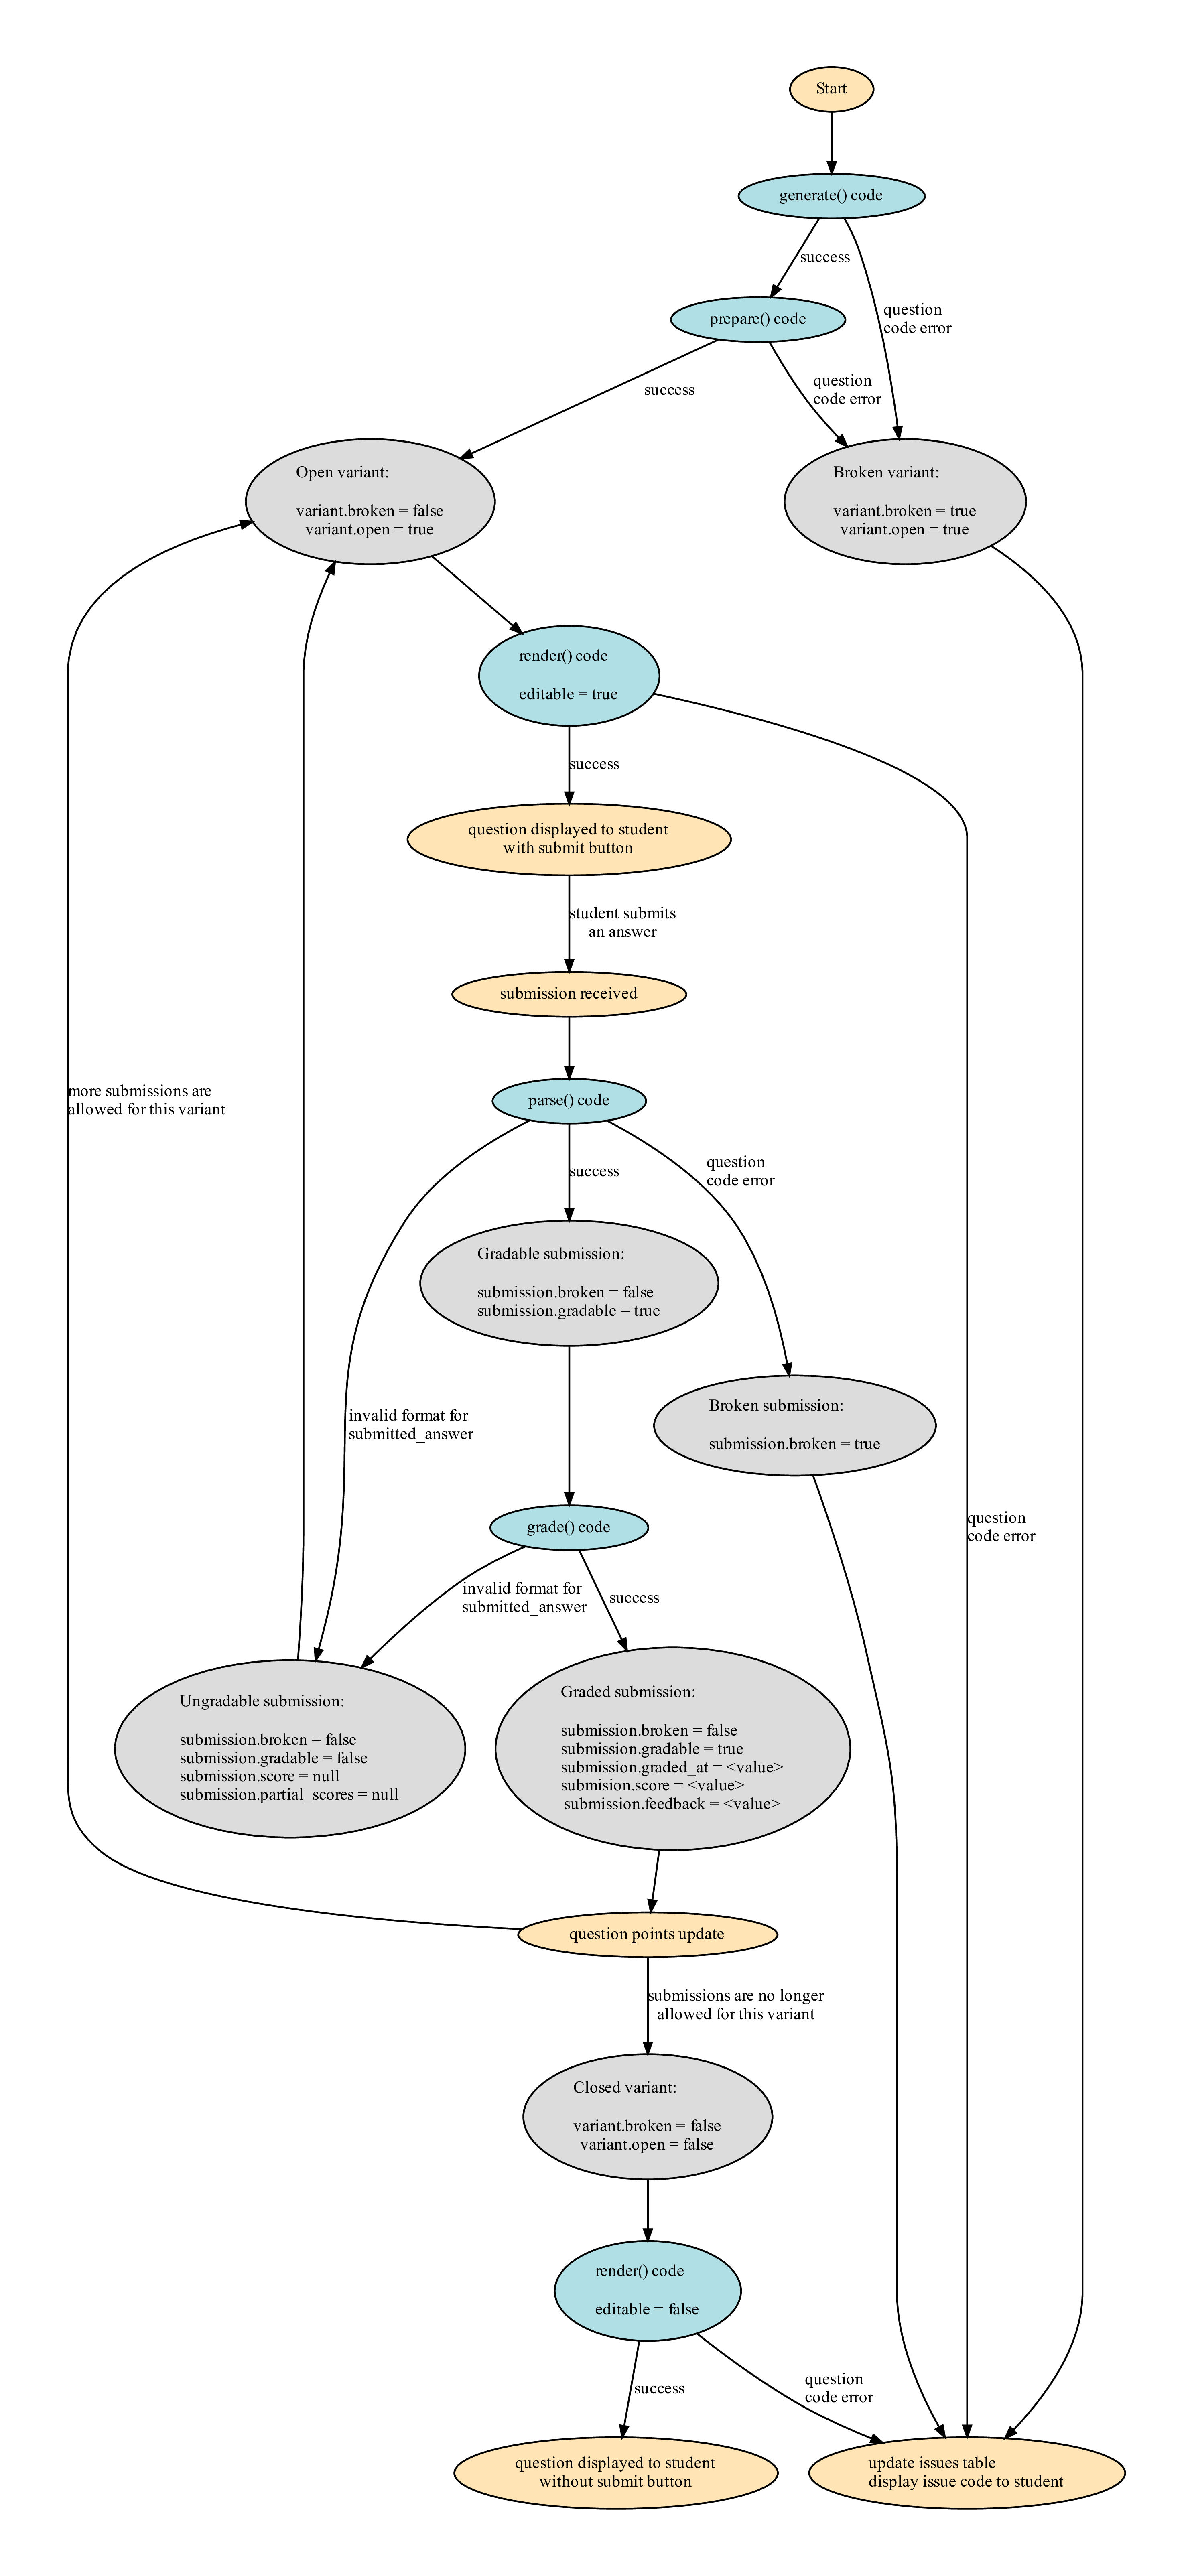 Start
generate() code
success
question
code error
prepare() code
success
question
code error
Open variant:
variant.broken = false
variant.open = true
Broken variant:
variant.broken = true
variant.open = true
render() code
editable = true
success
question displayed to student
with submit button
student submits
an answer
submission received
more submissions are
allowed for this variant
parse() code
success
question
code error
Gradable submission:
submission.broken = false
submission.gradable = true
invalid format for
submitted_answer
Broken submission:
submission.broken = true
question
code error
grade() code
invalid format for
submitted_answer
success
Ungradable submission:
submission.broken = false
submission.gradable = false
submission.score = null
submission.partial_scores = null
Graded submission:
submission.broken = false
submission.gradable = true
submission.graded_at = <value>
submision.score = <value>
submission.feedback = <value>
question points update
submissions are no longer
allowed for this variant
Closed variant:
variant.broken = false
variant.open = false
render() code
editable = false
success
question
code error
question displayed to student
without submit button
update issues table
display issue code to student